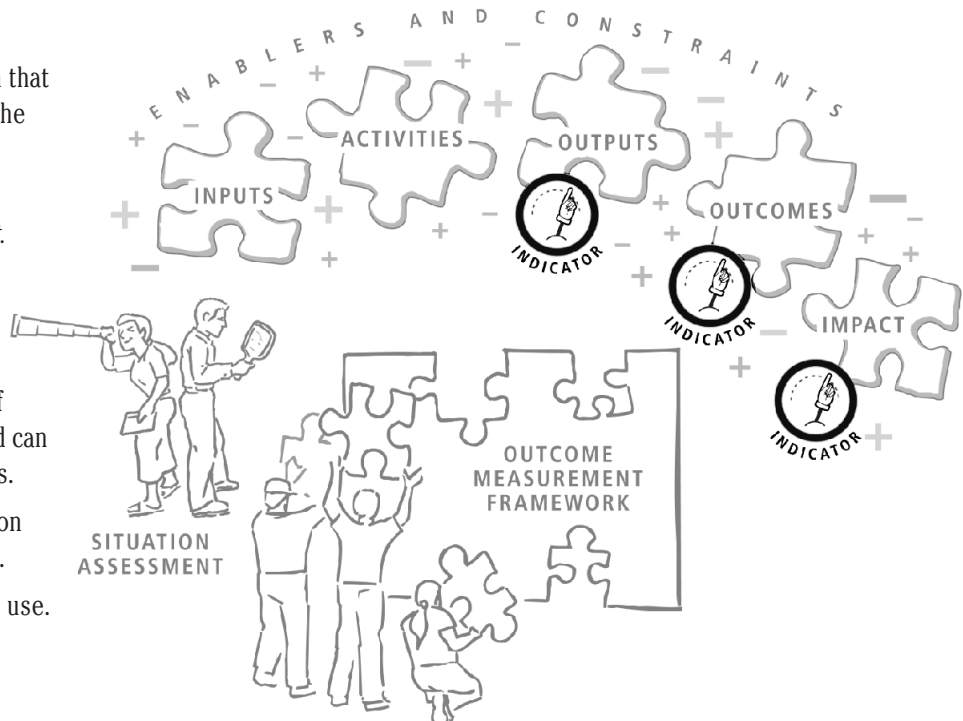 ENABLERS AND CONSTRAINTS
that
he
INPUTS
ACTIVITIES
OUTPUTS
OUTCOMES
IMPACT
INDICATOR
INDICATOR
INDICATOR
f
d can
s.
on
.
use.
SITUATION
ASSESSMENT
OUTCOME
MEASUREMENT
FRAMEWORK